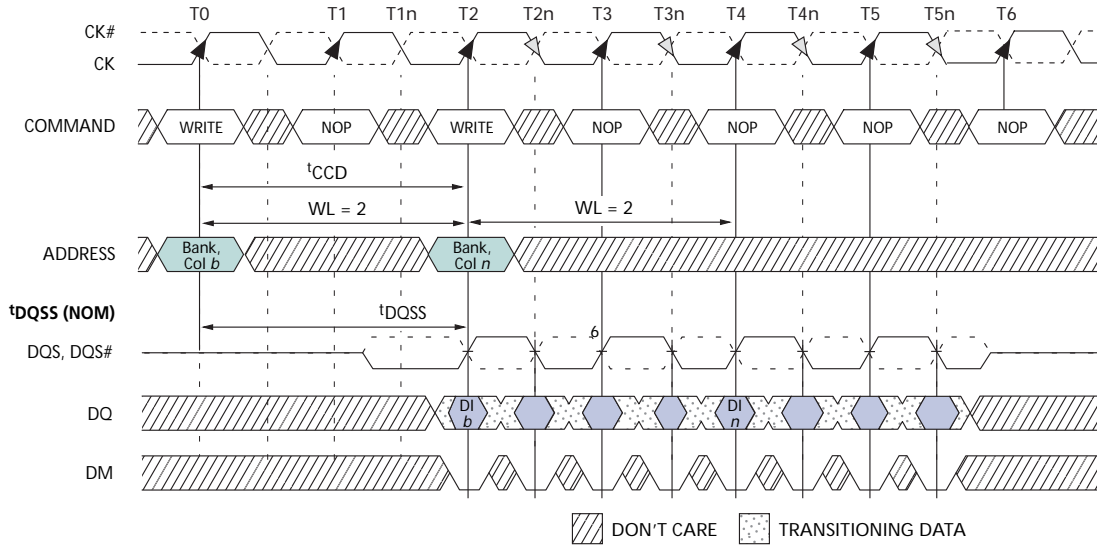 T0 T1 T1n T2 T2n T3 T3n T4 T4n T5 T5n T6
CK#
CK
COMMAND WRITE NOP WRITE NOP NOP NOP NOP
tCCD
WL = 2 WL = 2
ADDRESS Bank, Col b Bank, Col n
tDQSS (NOM) tDQSS
6
DQS, DQS#
DQ DI b DI n
DM
DON'T CARE TRANSITIONING DATA